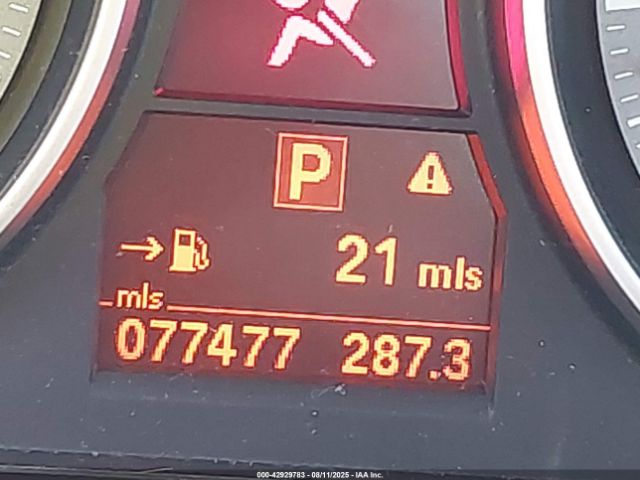 P
21 mls
mls
077477 287.3
000-42929783 - 08/11/2025 - IAA Inc.